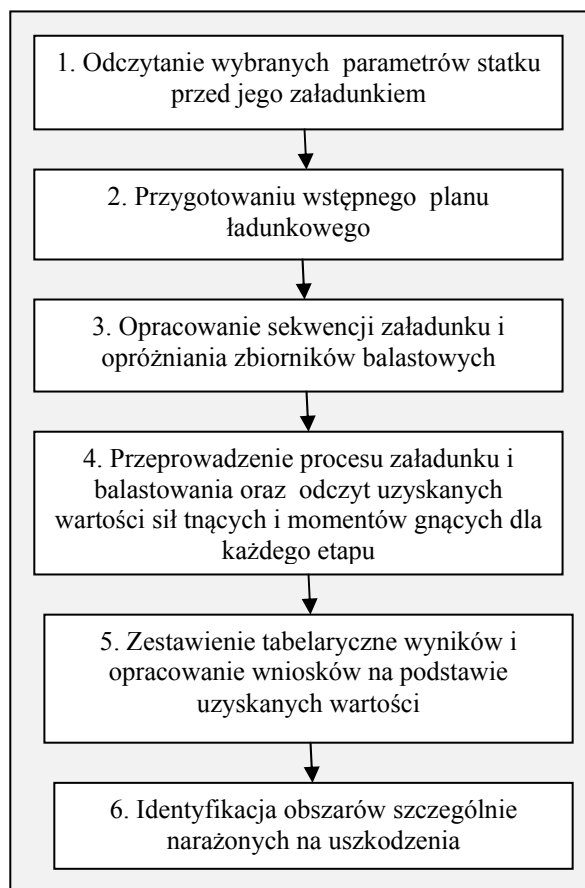 1. Odczytanie wybranych parametrów statku
przed jego załadunkiem
2. Przygotowaniu wstępnego planu
ładunkowego
3. Opracowanie sekwencji załadunku i
opróżniania zbiorników balastowych
4. Przeprowadzenie procesu załadunku i
balastowania oraz odczyt uzyskanych
wartości sił tnących i momentów gnących dla
każdego etapu
5. Zestawienie tabelaryczne wyników i
opracowanie wniosków na podstawie
uzyskanych wartości
6. Identyfikacja obszarów szczególnie
narażonych na uszkodzenia